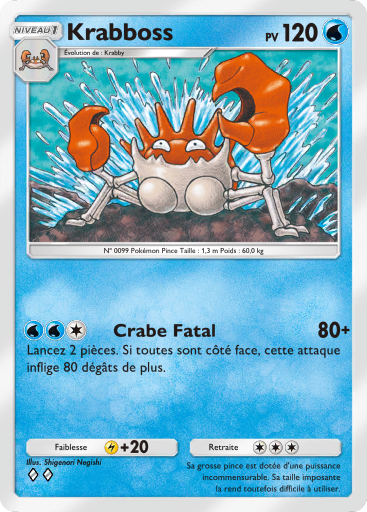 NIVEAU 1
Krabboss
PV 120
Évolution de : Krabby
N° 0099 Pokémon Pince Taille : 1,3 m Poids : 60,0 kg
Crabe Fatal 80+
Lancez 2 pièces. Si toutes sont côté face, cette attaque
inflige 80 dégâts de plus.
Faiblesse +20
Retraite
Illus. Shigenori Negishi
Sa grosse pince est dotée d'une puissance
incommensurable. Sa taille imposante
la rend toutefois difficile à utiliser.